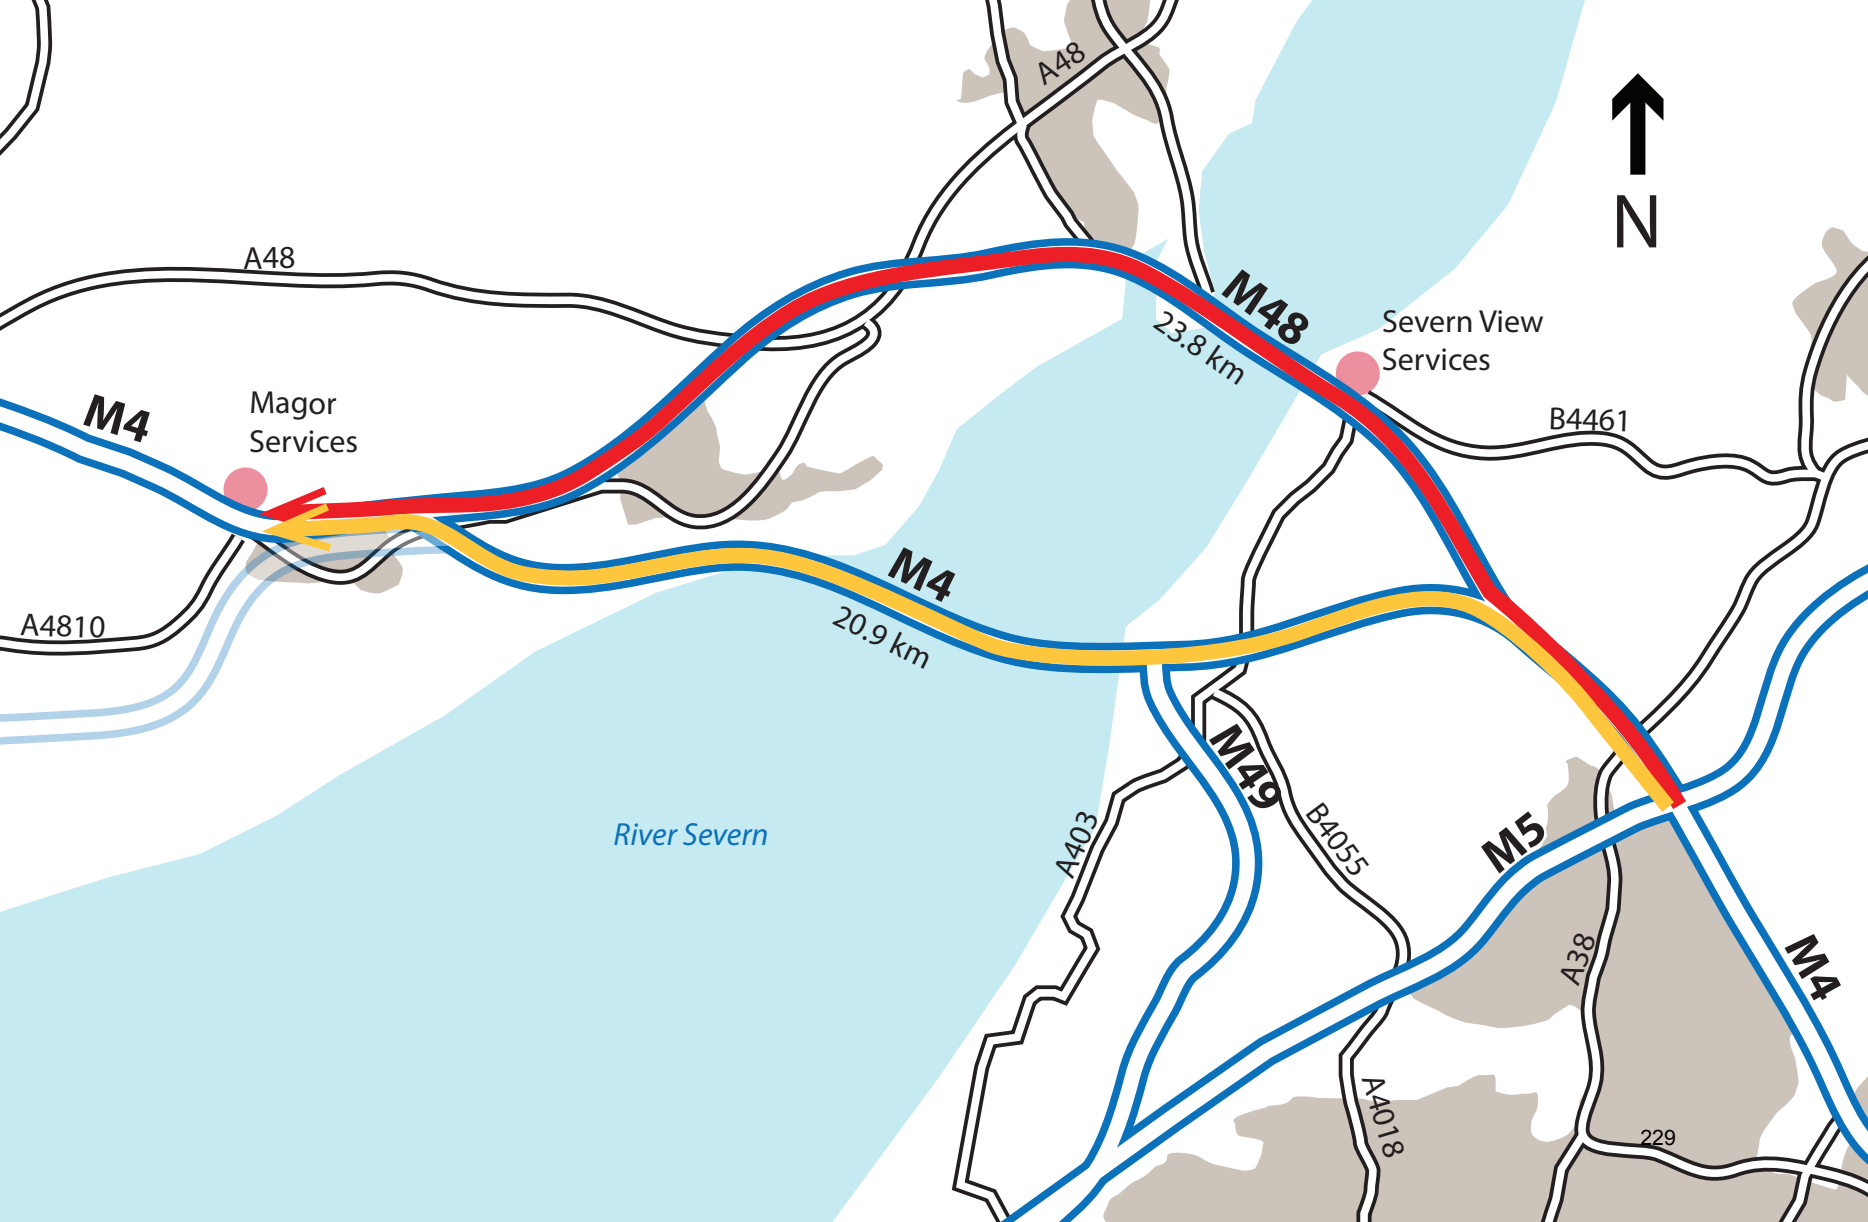 A48
N
A48
M48
23.8 km
Severn View
Services
M4
Magor
Services
B4461
M4
20.9 km
A4810
M49
River Severn
A403
B4055
M5
A38
M4
A4018
229